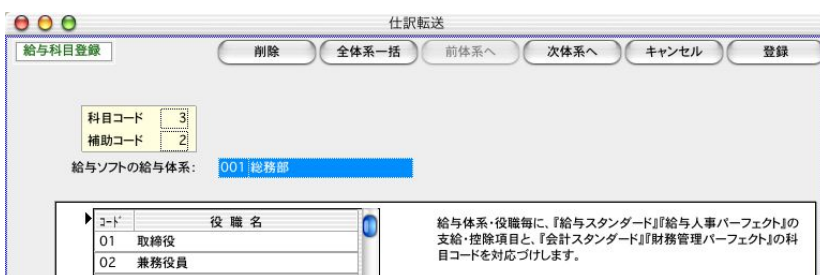 仕訳転送
給与科目登録
削除 全体系一括 前体系へ 次体系へ キャンセル 登録
科目コード 3
補助コード 2
給与ソフトの給与体系: 001 総務部
コード 役職名
01 取締役
02 兼務役員
給与体系・役職毎に、『給与スタンダード』『給与人事パーフェクト』の
支給・控除項目と、『会計スタンダード』『財務管理パーフェクト』の科
目コードを対応づけします。